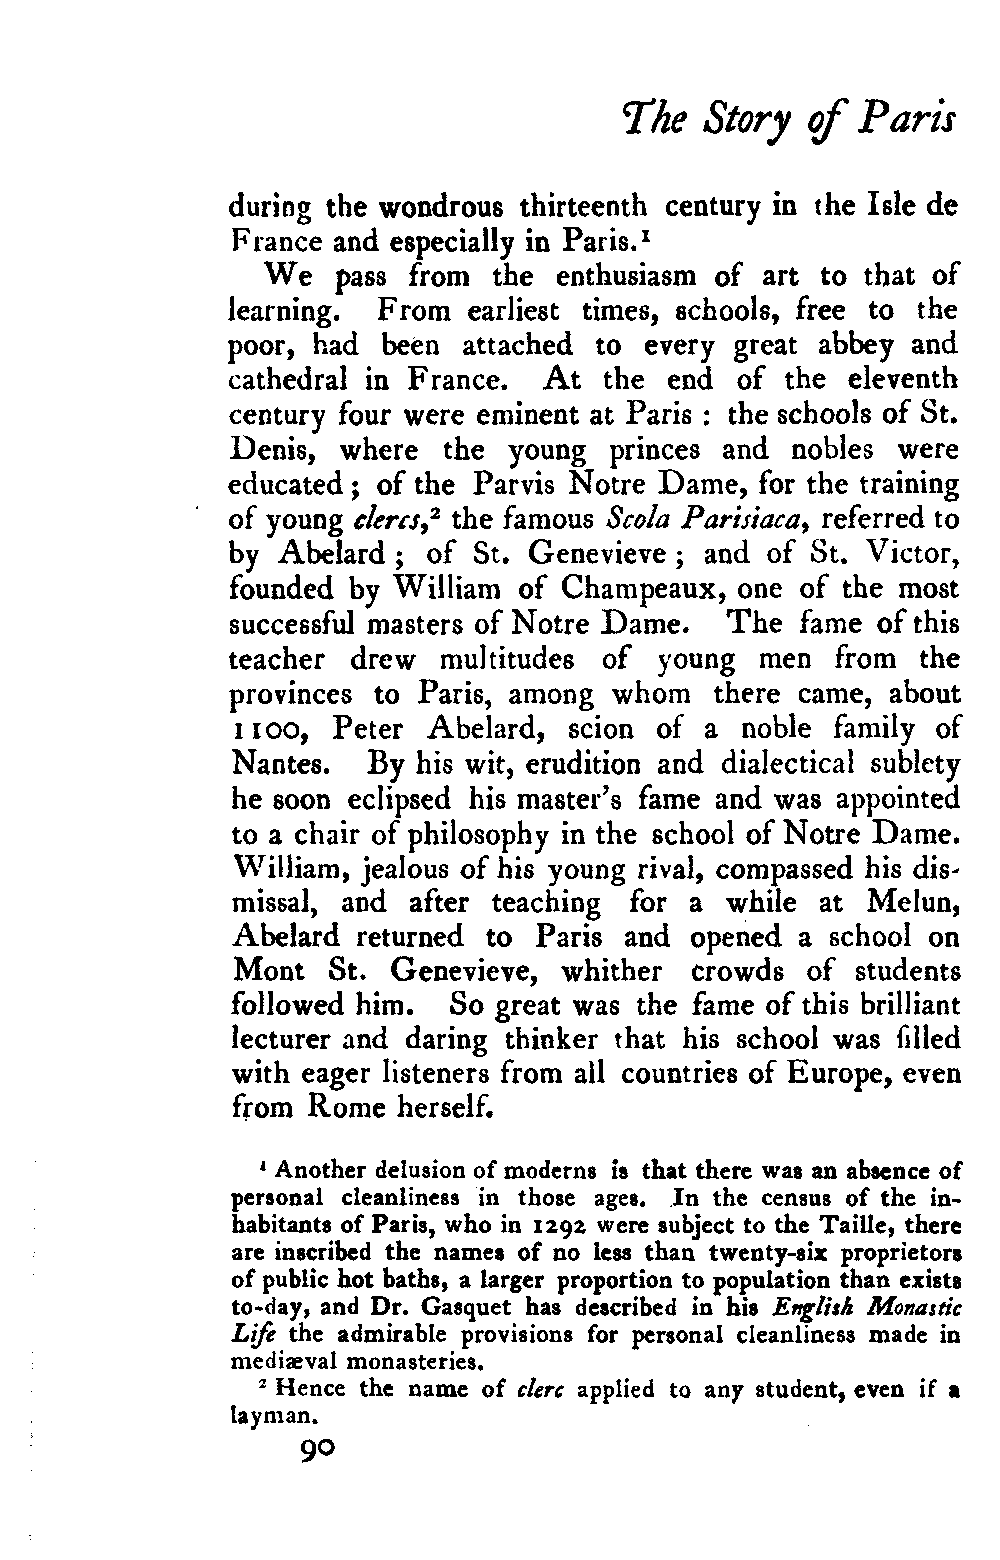 The Story of Paris
during the wondrous thirteenth century in the Isle de
France and especially in Paris.¹
We pass from the enthusiasm of art to that of
learning. From earliest times, schools, free to the
poor, had been attached to every great abbey and
cathedral in France. At the end of the eleventh
century four were eminent at Paris : the schools of St.
Denis, where the young princes and nobles were
educated ; of the Parvis Notre Dame, for the training
of young clercs,² the famous Scola Parisiaca, referred to
by Abelard ; of St. Genevieve ; and of St. Victor,
founded by William of Champeaux, one of the most
successful masters of Notre Dame. The fame of this
teacher drew multitudes of young men from the
provinces to Paris, among whom there came, about
1100, Peter Abelard, scion of a noble family of
Nantes. By his wit, erudition and dialectical sublety
he soon eclipsed his master's fame and was appointed
to a chair of philosophy in the school of Notre Dame.
William, jealous of his young rival, compassed his dis-
missal, and after teaching for a while at Melun,
Abelard returned to Paris and opened a school on
Mont St. Genevieve, whither crowds of students
followed him. So great was the fame of this brilliant
lecturer and daring thinker that his school was filled
with eager listeners from all countries of Europe, even
from Rome herself.
¹ Another delusion of moderns is that there was an absence of
personal cleanliness in those ages. In the census of the in-
habitants of Paris, who in 1292 were subject to the Taille, there
are inscribed the names of no less than twenty-six proprietors
of public hot baths, a larger proportion to population than exists
to-day, and Dr. Gasquet has described in his English Monastic
Life the admirable provisions for personal cleanliness made in
mediæval monasteries.
² Hence the name of clerc applied to any student, even if a
layman.
90